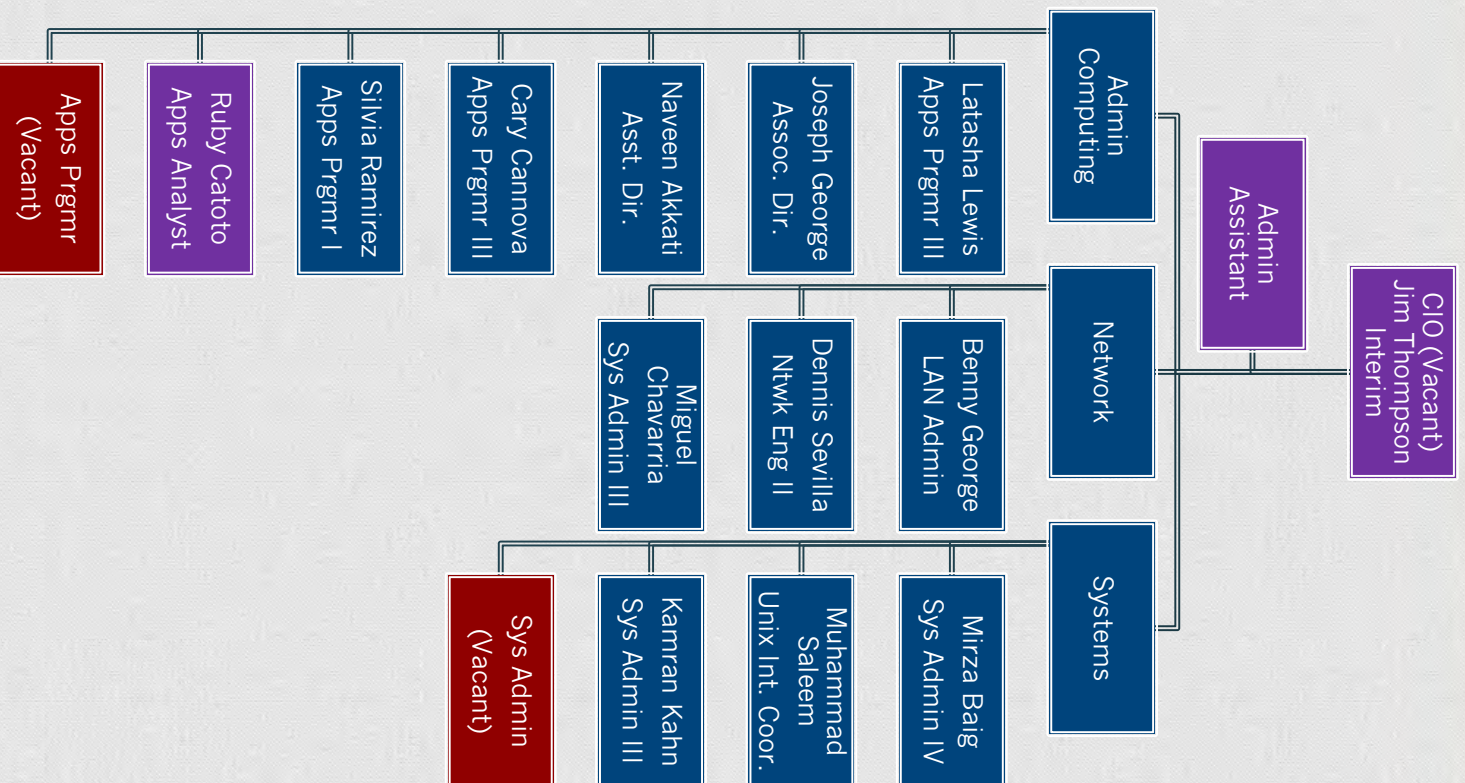 CIO (Vacant)
Jim Thompson
Interim
Admin
Assistant
Admin
Computing
Latasha Lewis
Apps Prgmr III
Joseph George
Assoc. Dir.
Naveen Akkati
Asst. Dir.
Cary Cannova
Apps Prgmr III
Silvia Ramirez
Apps Prgmr I
Ruby Catoto
Apps Analyst
Apps Prgmr
(Vacant)
Network
Benny George
LAN Admin
Dennis Sevilla
Ntwk Eng II
Miguel
Chavarria
Sys Admin III
Systems
Mirza Baig
Sys Admin IV
Muhammad
Saleem
Unix Int. Coor.
Kamran Kahn
Sys Admin III
Sys Admin
(Vacant)